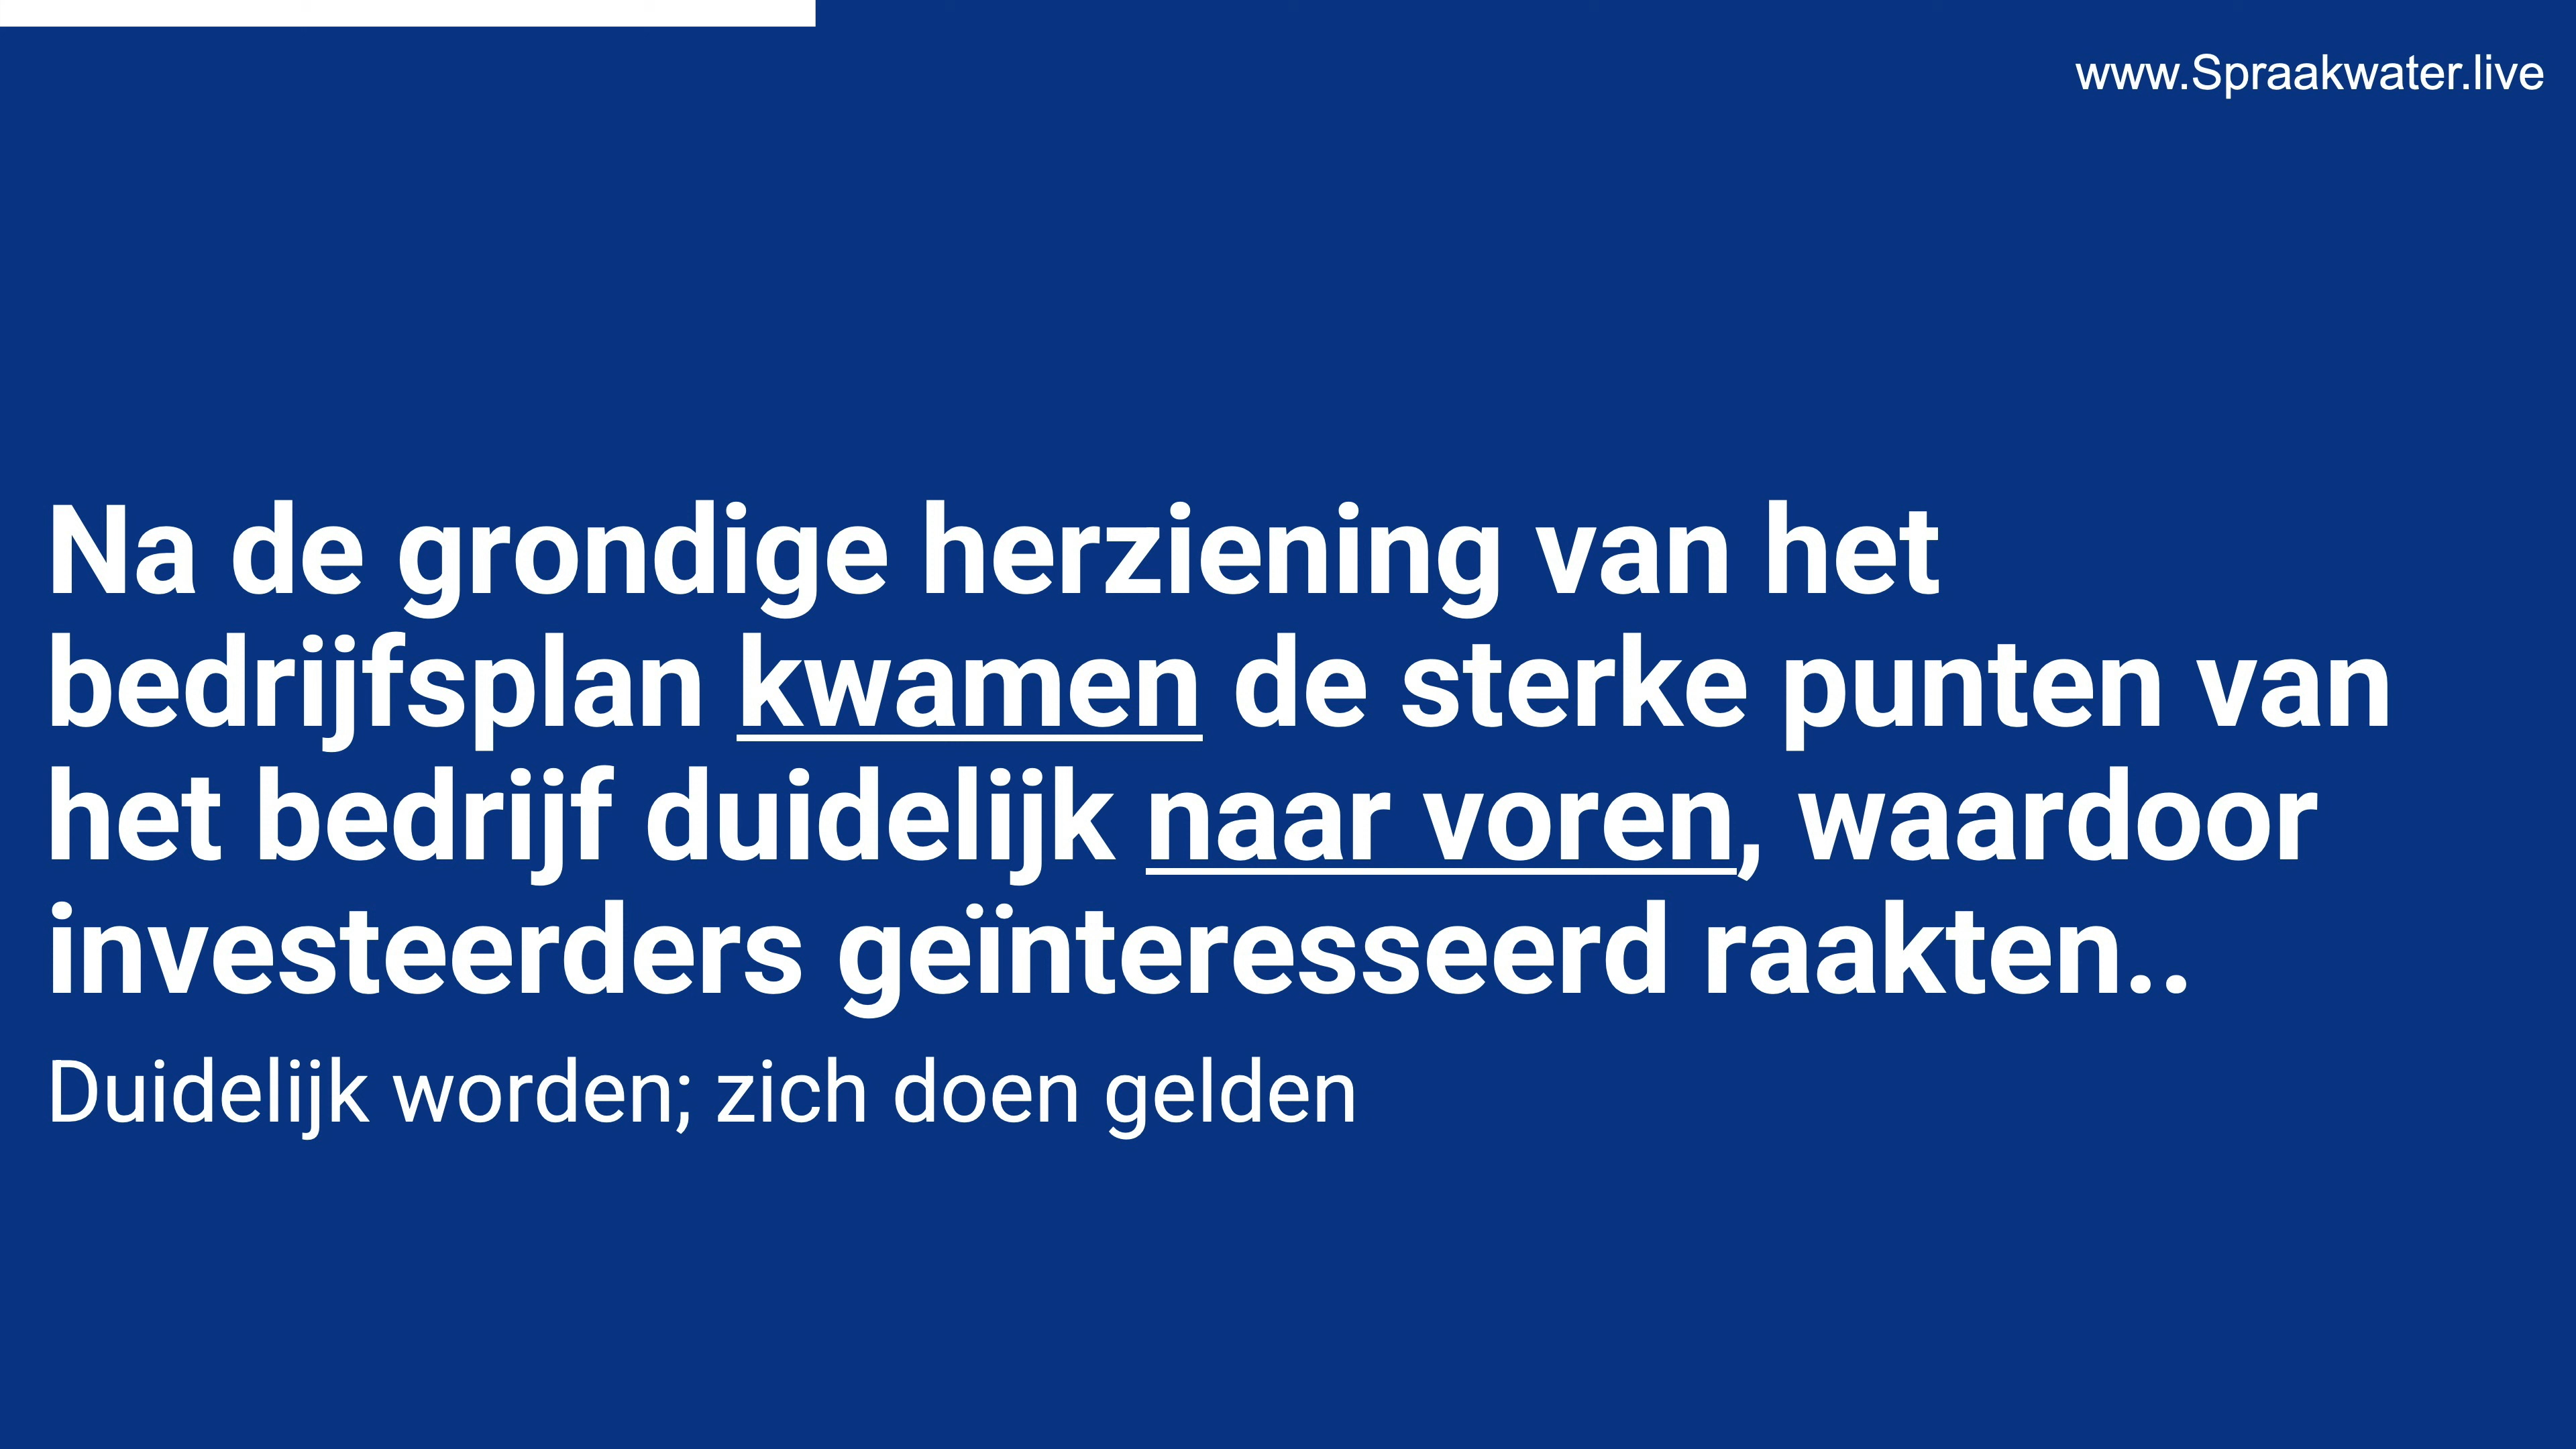 www.Spraakwater.live
Na de grondige herziening van het
bedrijfsplan kwamen de sterke punten van
het bedrijf duidelijk naar voren, waardoor
investeerders geïnteresseerd raakten..
Duidelijk worden; zich doen gelden